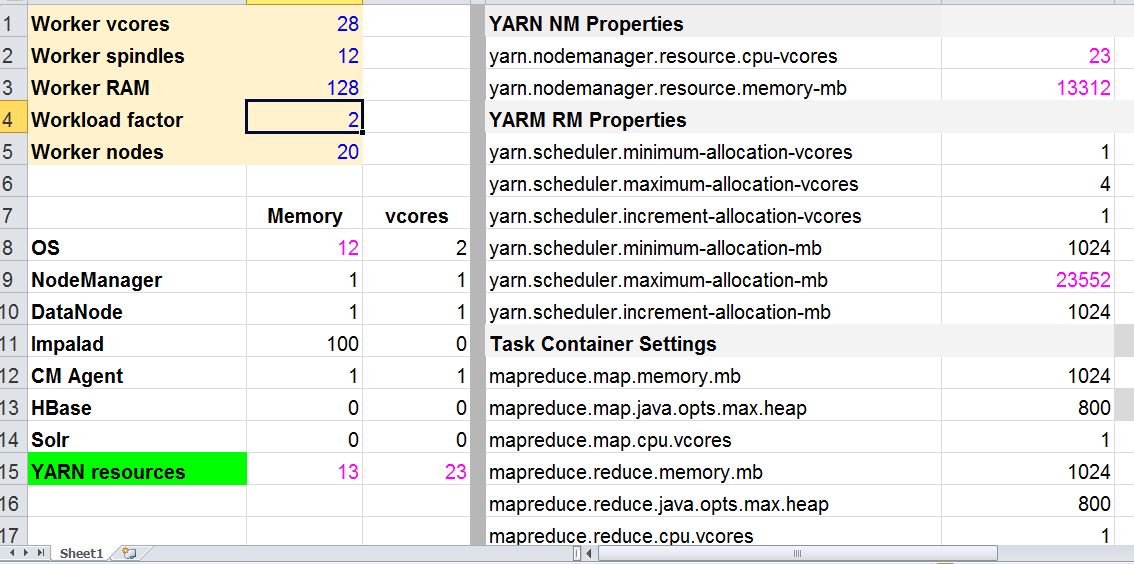 1 Worker vcores 28 YARN NM Properties
2 Worker spindles 12 yarn.nodemanager.resource.cpu-vcores 23
3 Worker RAM 128 yarn.nodemanager.resource.memory-mb 13312
4 Workload factor 2 YARM RM Properties
5 Worker nodes 20 yarn.scheduler.minimum-allocation-vcores 1
6 yarn.scheduler.maximum-allocation-vcores 4
7 Memory vcores yarn.scheduler.increment-allocation-vcores 1
8 OS 12 2 yarn.scheduler.minimum-allocation-mb 1024
9 NodeManager 1 1 yarn.scheduler.maximum-allocation-mb 23552
10 DataNode 1 1 yarn.scheduler.increment-allocation-mb 1024
11 Impalad 100 0 Task Container Settings
12 CM Agent 1 1 mapreduce.map.memory.mb 1024
13 HBase 0 0 mapreduce.map.java.opts.max.heap 800
14 Solr 0 0 mapreduce.map.cpu.vcores 1
15 YARN resources 13 23 mapreduce.reduce.memory.mb 1024
16 mapreduce.reduce.java.opts.max.heap 800
17 mapreduce.reduce.cpu.vcores 1
Sheet1